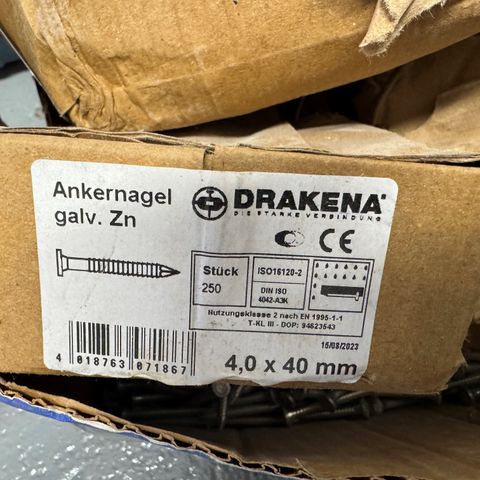 Ankernagel
galv. Zn
DRAKENA®
DIE STARKE VERBINDUNG
CE
Stück
250
ISO16120-2
DIN ISO
4042-A3K
Nutzungsklasse 2 nach EN 1995-1-1
T-KL III - DOP: 94623543
15/08/2023
4 018763 071867
4,0 x 40 mm